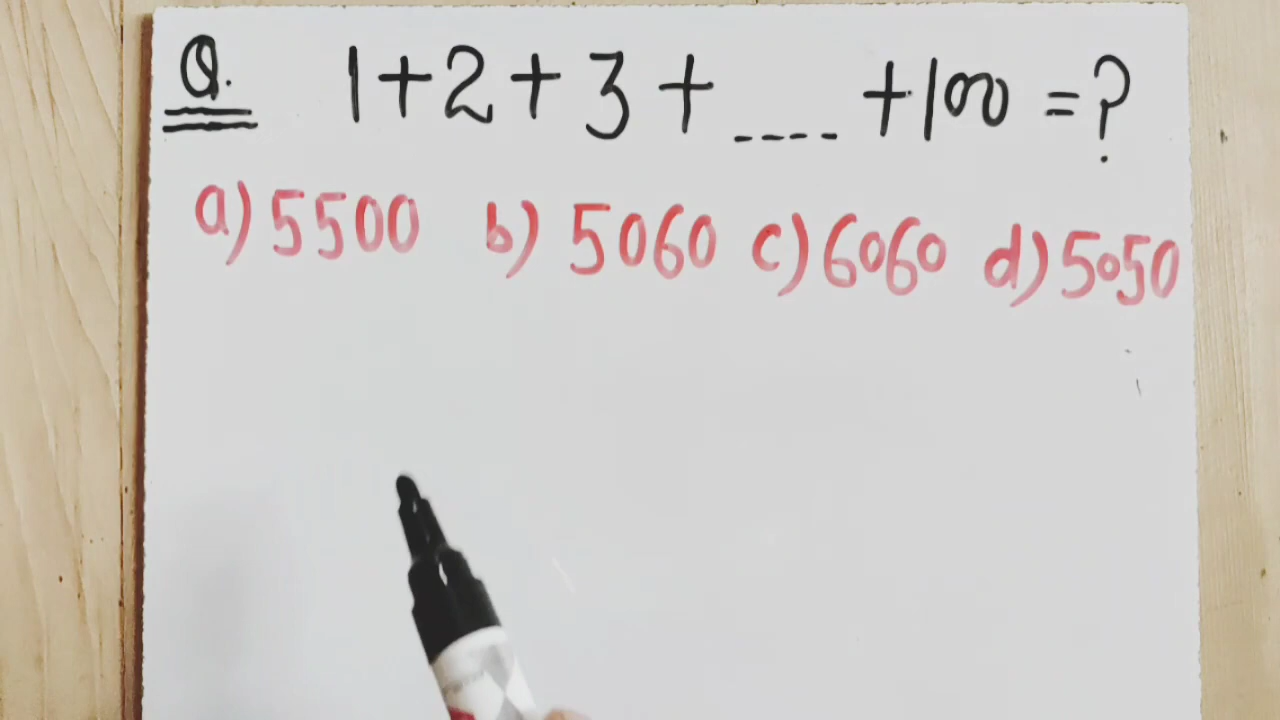 Q. 1+2+3+ ---- +100 = ?
a) 5500 b) 5060 c) 6060 d) 5050